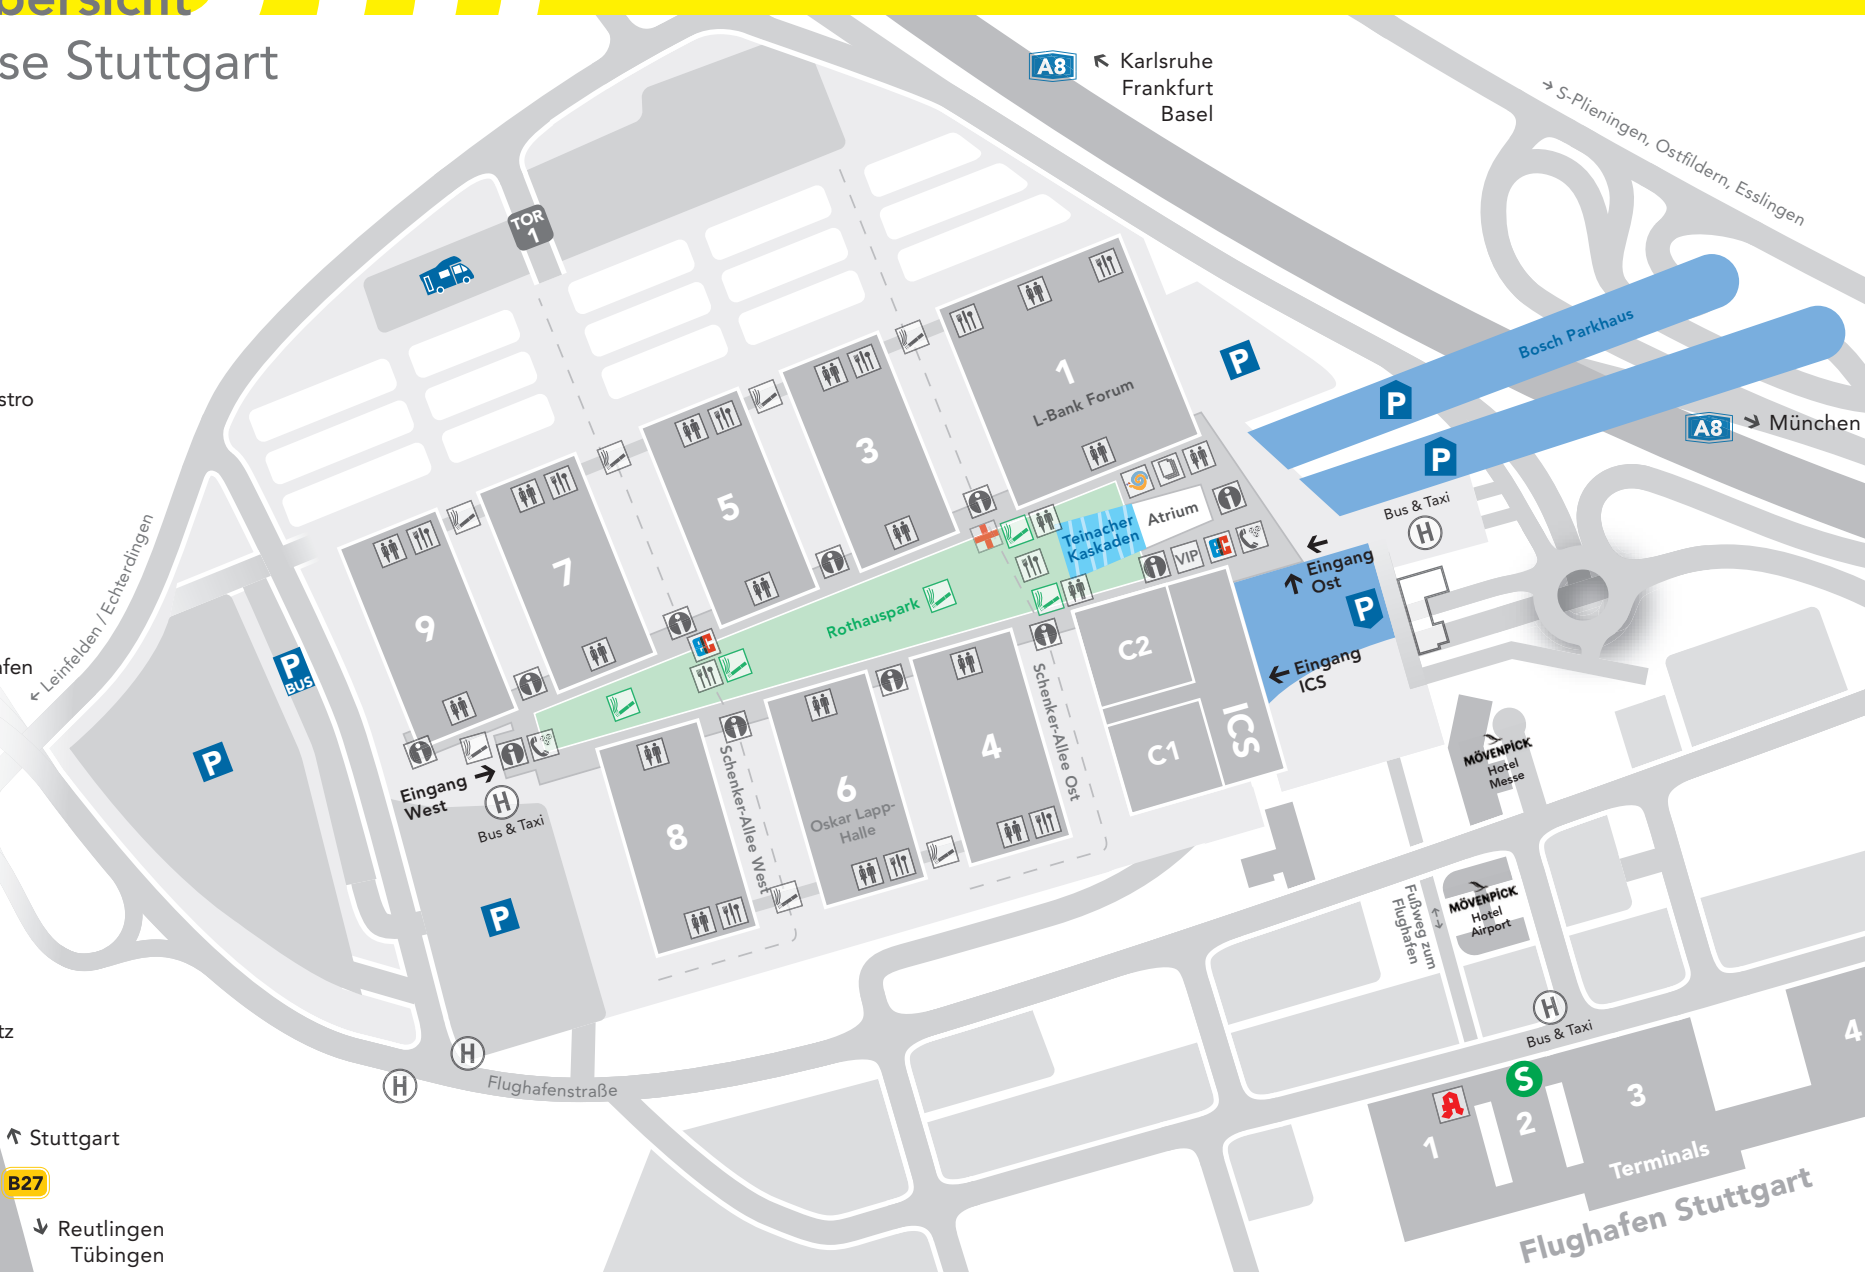 bersicht
se Stuttgart
A8
Karlsruhe
Frankfurt
Basel
S-Plieningen, Ostfildern, Esslingen
TOR
1
Bosch Parkhaus
P
P
P
A8
München
stro
1
L-Bank Forum
3
5
7
9
Bus & Taxi
H
Atrium
Teinacher
Kaskaden
VIP
EC
Eingang
Ost
P
Eingang
ICS
Leinfelden / Echterdingen
afen
P
BUS
P
Rothauspark
EC
C2
C1
ICS
Schenker-Allee Ost
Schenker-Allee West
4
6
Oskar Lapp-
Halle
8
Eingang
West
H
Bus & Taxi
P
MÖVENPICK
Hotel
Messe
MÖVENPICK
Hotel
Airport
Fußweg zum
Flughafen
H
Bus & Taxi
tz
H
H
Flughafenstraße
S
1
2
3
4
Terminals
Flughafen Stuttgart
Stuttgart
B27
Reutlingen
Tübingen